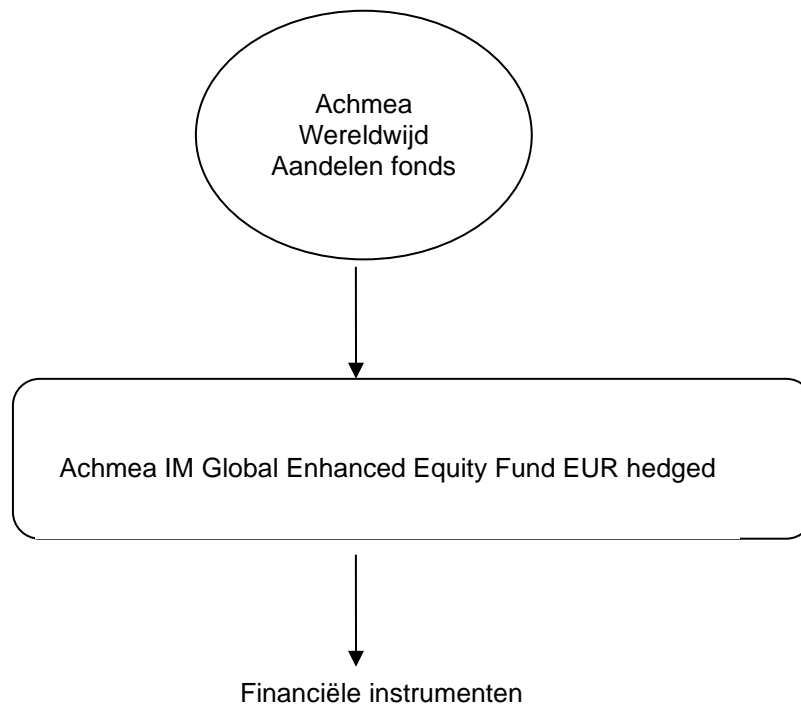 Achmea
Wereldwijd
Aandelen fonds
Achmea IM Global Enhanced Equity Fund EUR hedged
Financiële instrumenten